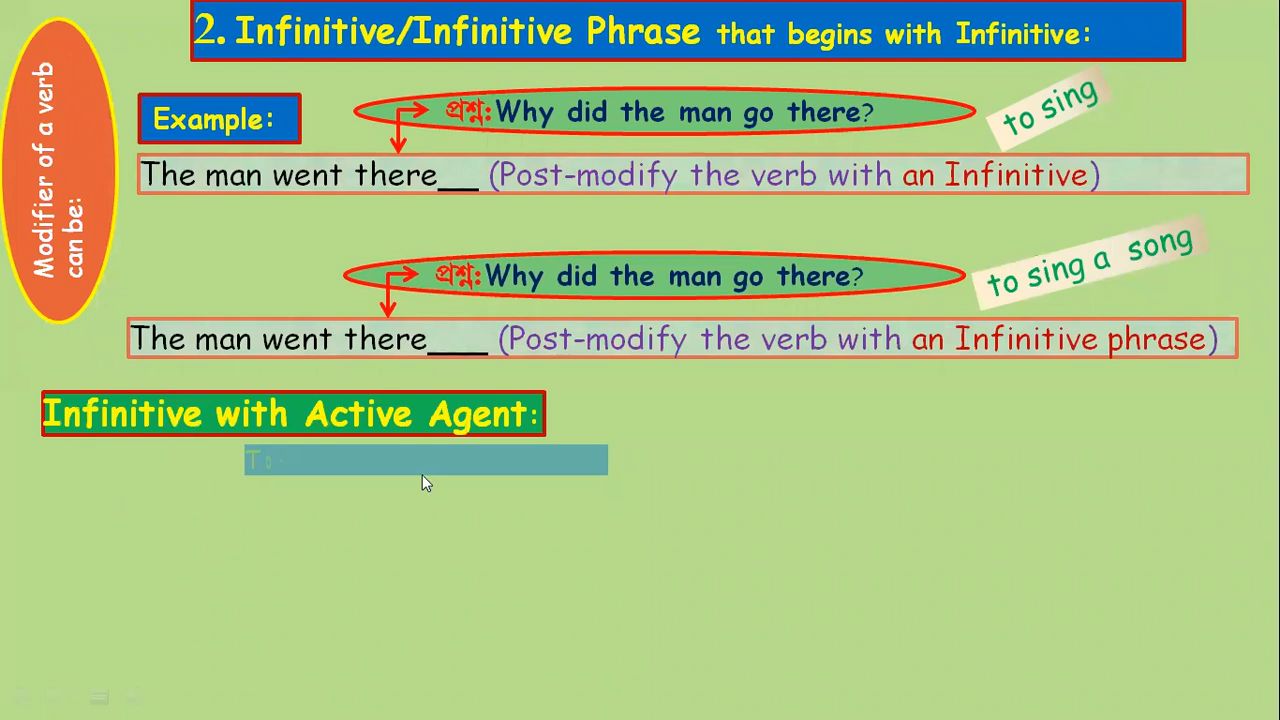 2. Infinitive/Infinitive Phrase that begins with Infinitive:
Modifier of a verb
can be:
Example:
প্রশ্ন: Why did the man go there?
to sing
The man went there__ (Post-modify the verb with an Infinitive)
প্রশ্ন: Why did the man go there?
to sing a song
The man went there___ (Post-modify the verb with an Infinitive phrase)
Infinitive with Active Agent: